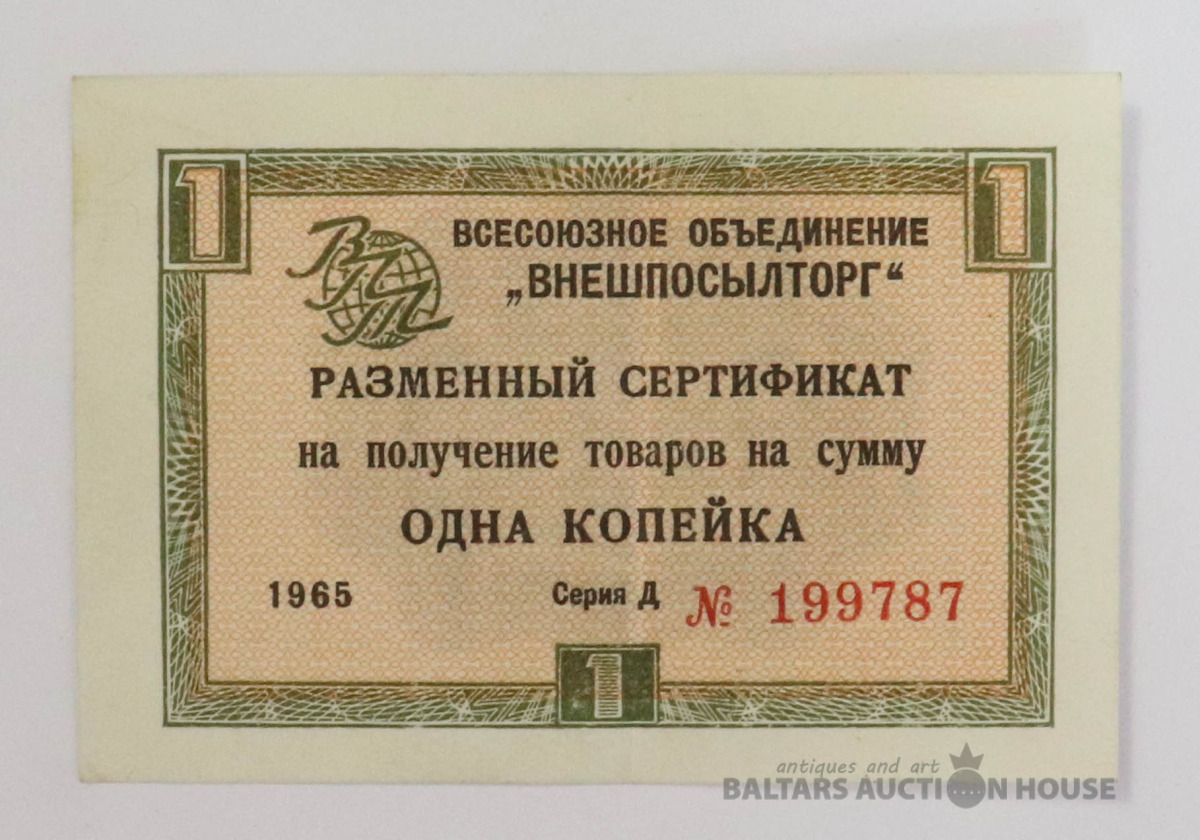 1 1
ВПТ
ВСЕСОЮЗНОЕ ОБЪЕДИНЕНИЕ
„ВНЕШПОСЫЛТОРГ“
РАЗМЕННЫЙ СЕРТИФИКАТ
на получение товаров на сумму
ОДНА КОПЕЙКА
1965 Серия Д № 199787
1
antiques and art
BALTARS AUCTION HOUSE